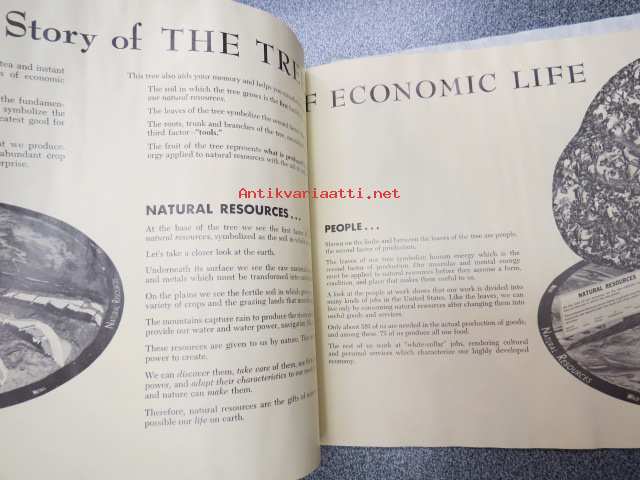 Story of THE TREE
OF ECONOMIC LIFE
tea and instant
s of economic
the fundamen-
symbolize the
eatest good for
t we produc-
abundant crop
erprise.
This tree also aids your memory and helps you
The soil in which the tree grows is the
our natural resources.
The leaves of the tree symbolize the second
The roots, trunk and branches of the tree,
third factor—"tools."
The fruit of the tree represents what is
ergy applied to natural resources with the aid of
Antikvariaatti.net
NATURAL RESOURCES...
At the base of the tree we see the first
natural resources, symbolized as the soil in which
Let's take a closer look at the earth.
Underneath its surface we see the raw
and metals which must be transformed into
On the plains we see the fertile soil in which
variety of crops and the grazing lands that
The mountains capture rain to produce the
provide our water and water power,
These resources are given to us by nature.
power to create.
We can discover them, take care of them,
power, and adapt their characteristics to our
and nature can make them.
Therefore, natural resources are the gifts of
possible our life on earth.
NATURAL RESOURCES
PEOPLE...
Shown on the limbs and between the leaves of the tree are people,
the second factor of production.
The leaves of our tree symbolize human energy which is the
second factor of production. Our muscular and mental energy
must be applied to natural resources before they assume a form,
condition, and place that makes them useful to us.
A look at the people at work shows that our work is divided into
many kinds of jobs in the United States. Like the leaves, we can
live only by consuming natural resources after changing them into
useful goods and services.
Only about of us are needed in the actual production of goods,
and among these of us produce all our food.
The rest of us work at "white-collar" jobs, rendering cultural
and personal services which characterize our highly developed
economy.
NATURAL RESOURCES
NATURAL RESOURCES